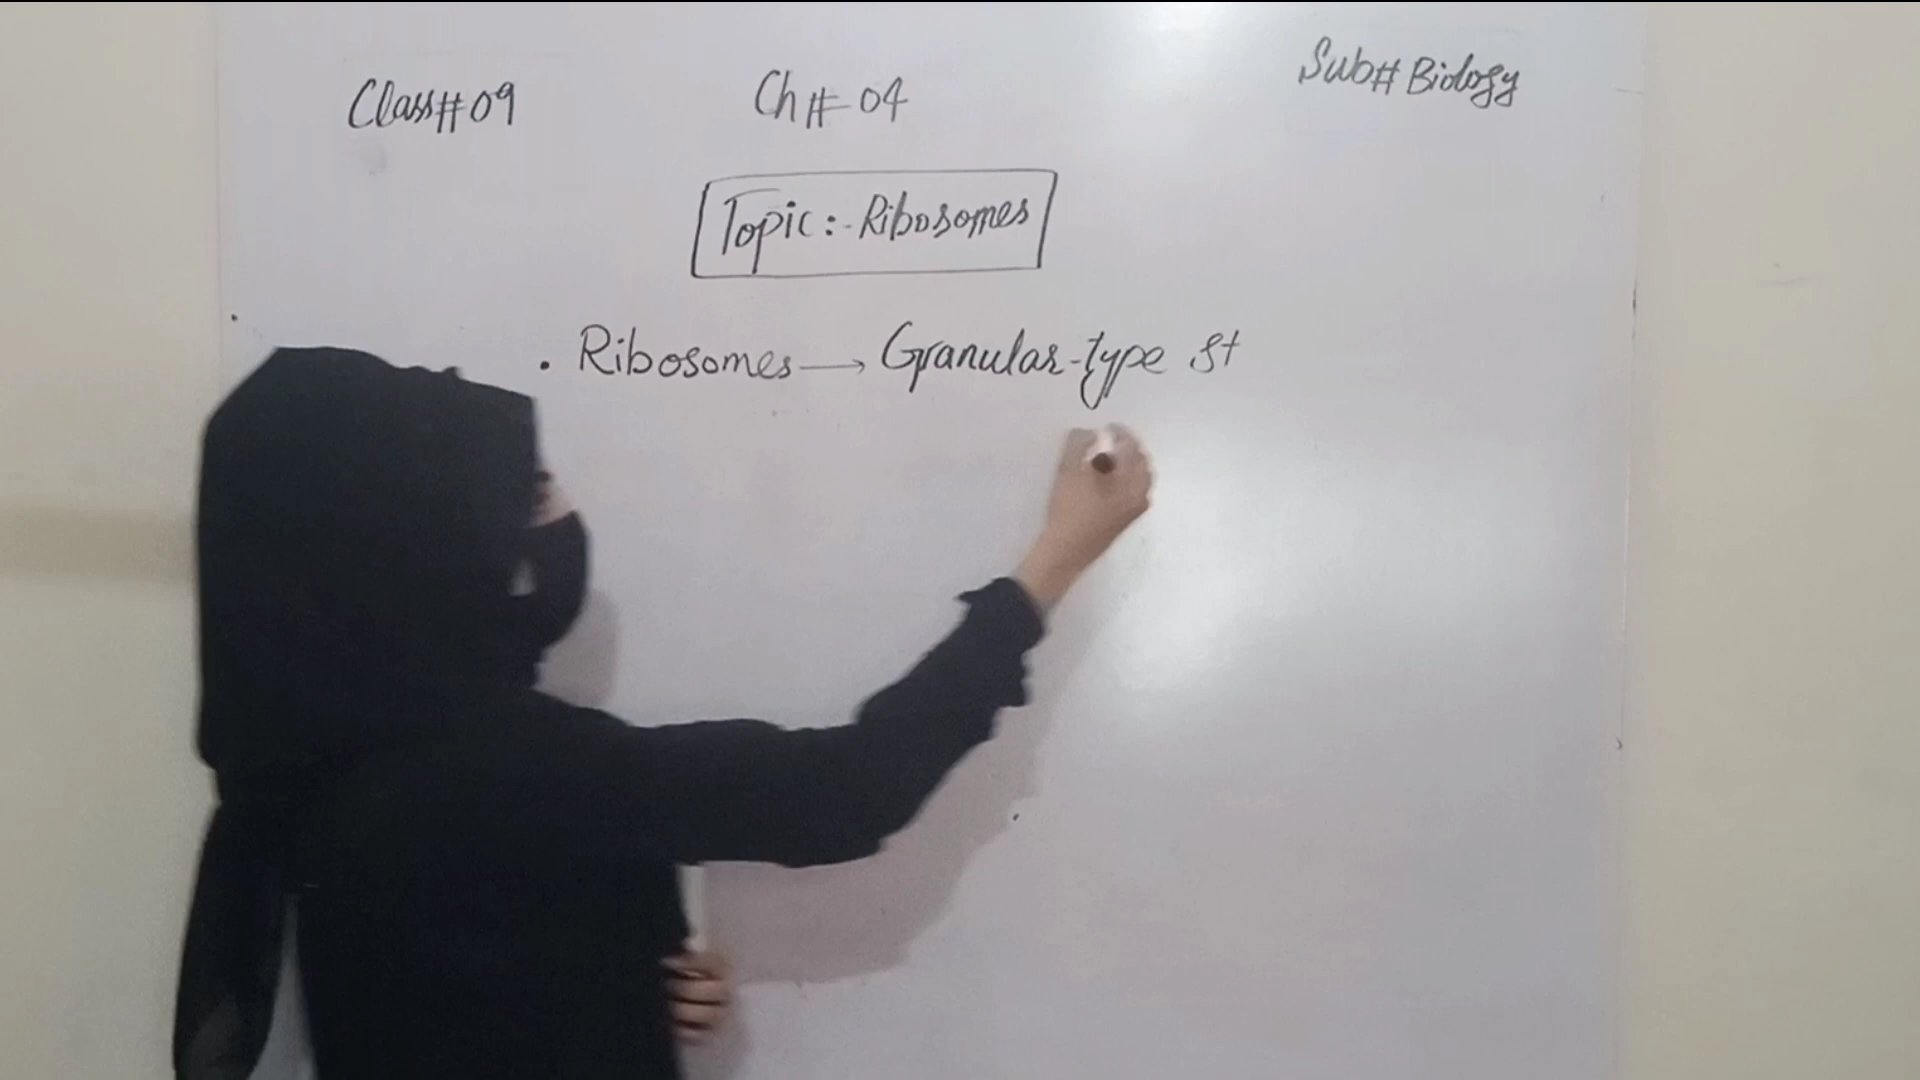 Class#09 Ch#04 Sub#Biology
Topic:-Ribosomes
. Ribosomes→Granular-type st